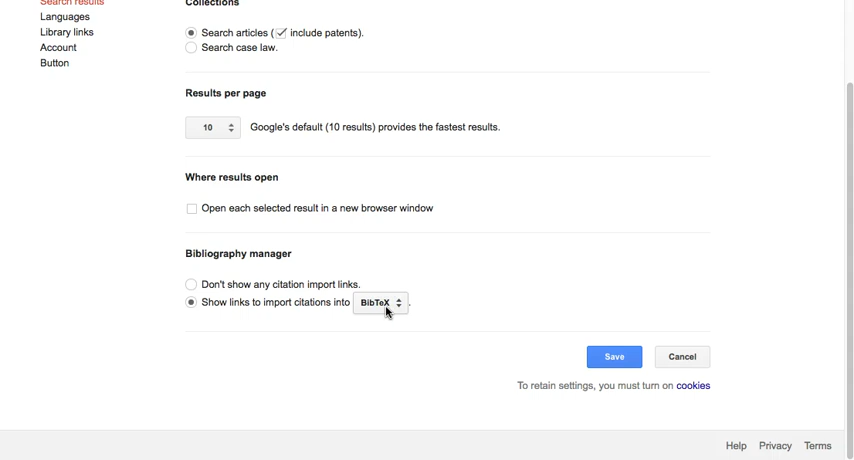 Search results
Languages
Library links
Account
Button
Collections
Search articles ( include patents).
Search case law.
Results per page
10 Google's default (10 results) provides the fastest results.
Where results open
Open each selected result in a new browser window
Bibliography manager
Don't show any citation import links.
Show links to import citations into BibTeX .
Save Cancel
To retain settings, you must turn on cookies
Help Privacy Terms